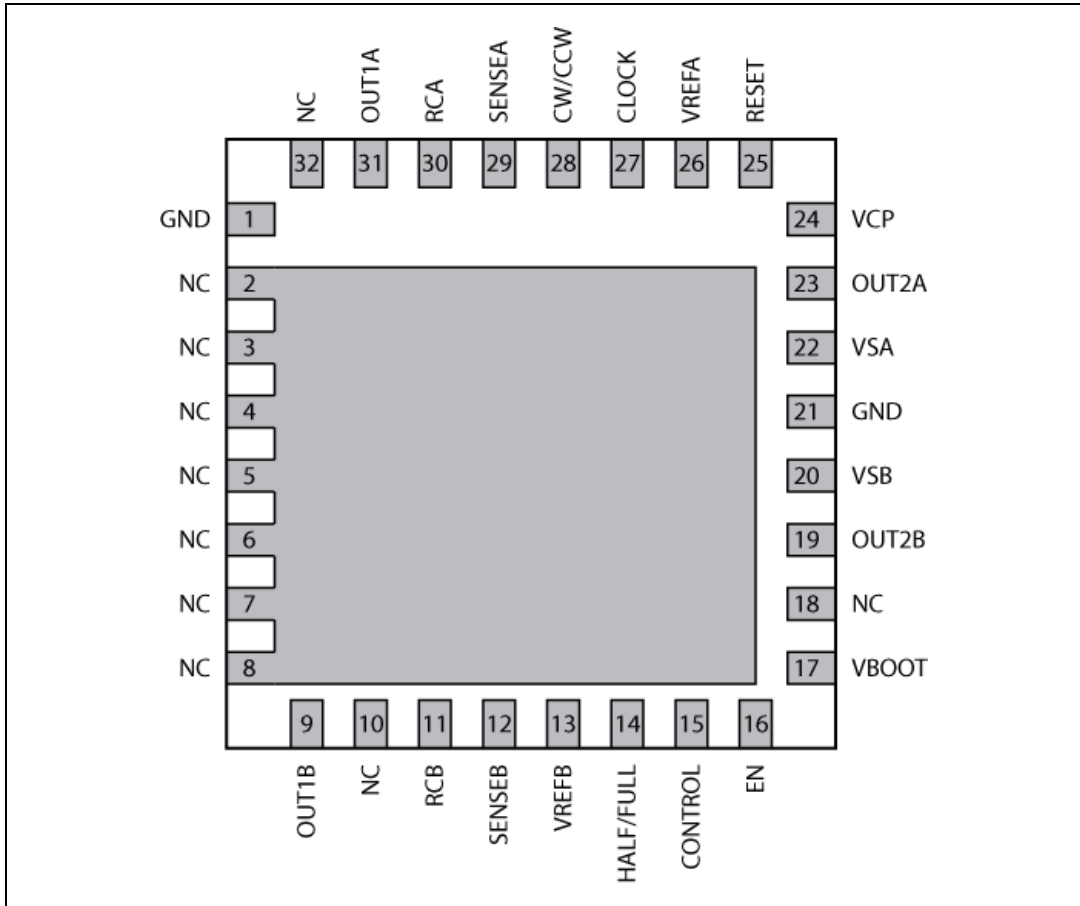 NC
OUT1A
RCA
SENSEA
CW/CCW
CLOCK
VREFA
RESET
32 31 30 29 28 27 26 25
GND 1 24 VCP
NC 2 23 OUT2A
NC 3 22 VSA
NC 4 21 GND
NC 5 20 VSB
NC 6 19 OUT2B
NC 7 18 NC
NC 8 17 VBOOT
9 10 11 12 13 14 15 16
OUT1B
NC
RCB
SENSEB
VREFB
HALF/FULL
CONTROL
EN